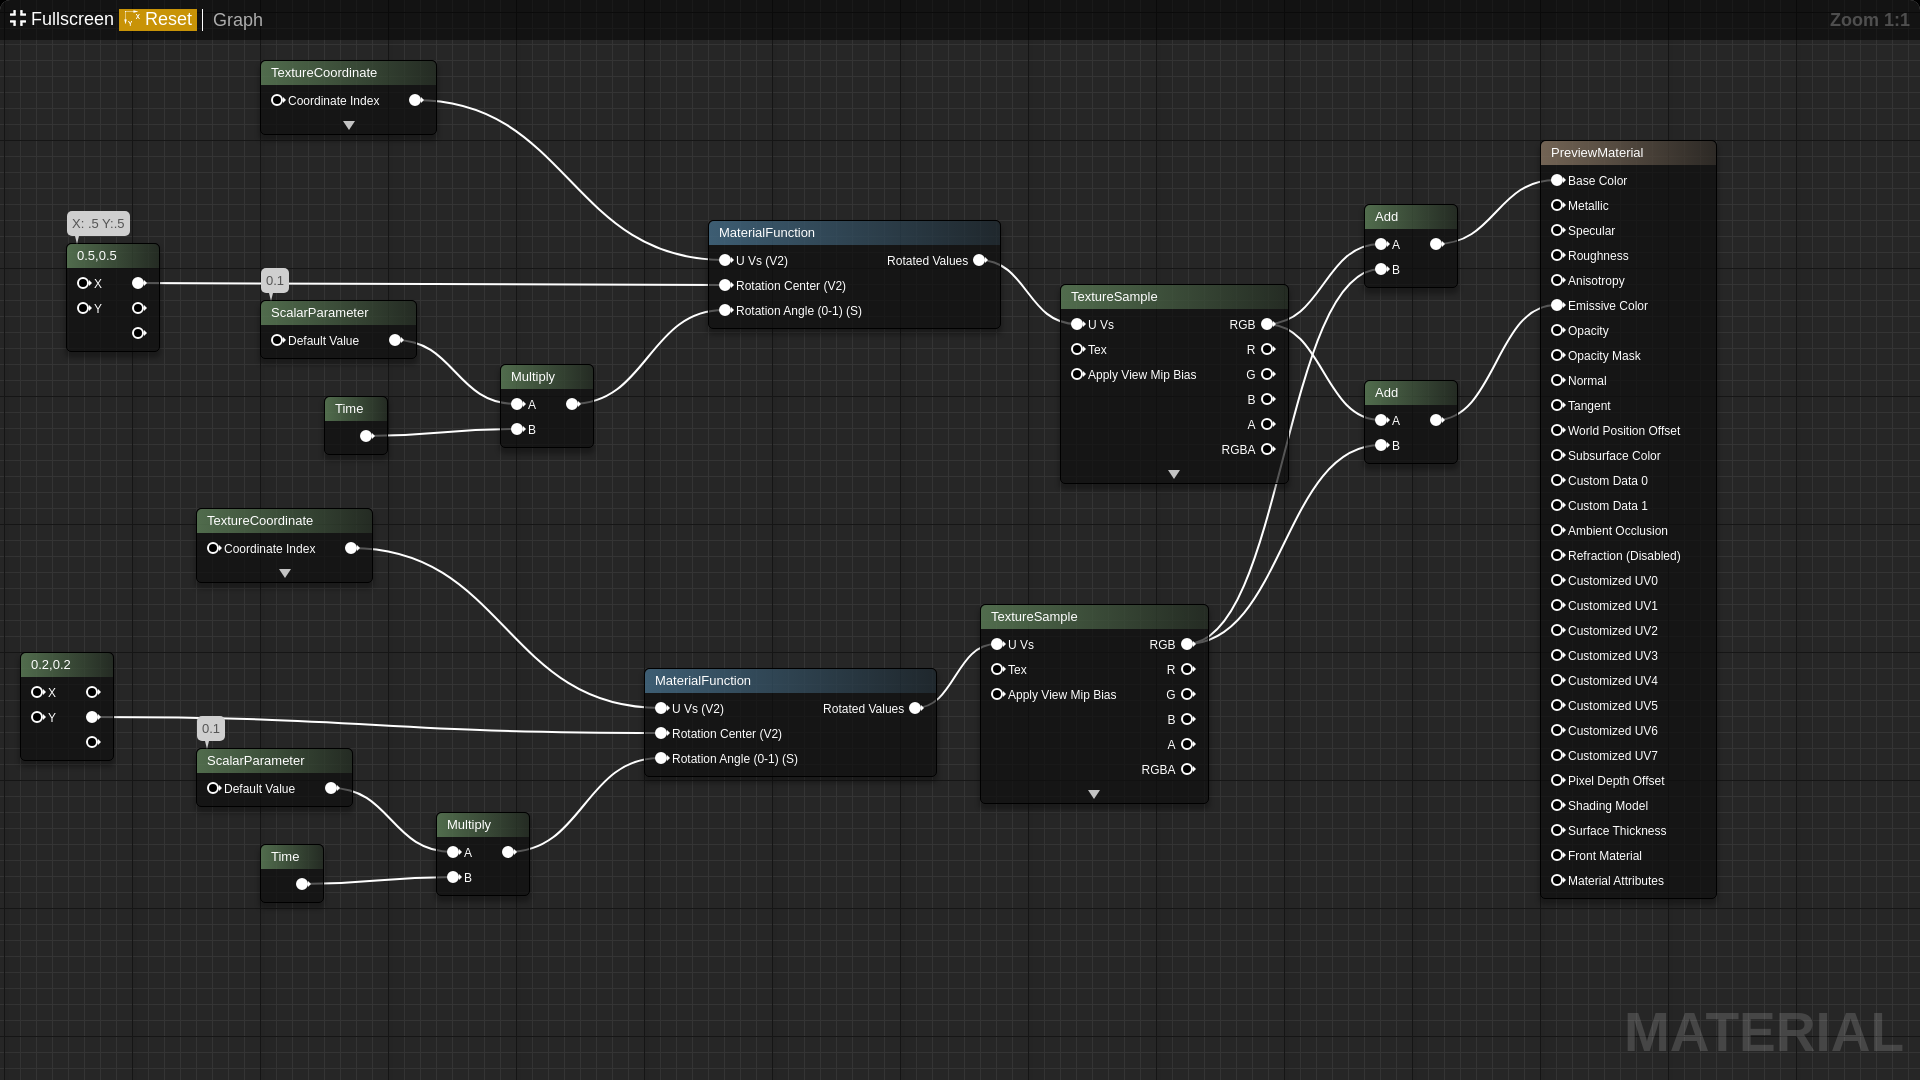 Fullscreen Reset Graph
Zoom 1:1
TextureCoordinate
Coordinate Index
X: .5 Y:.5
0.5,0.5
X
Y
0.1
ScalarParameter
Default Value
Time
Multiply
A
B
MaterialFunction
U Vs (V2) Rotated Values
Rotation Center (V2)
Rotation Angle (0-1) (S)
TextureSample
U Vs RGB
Tex R
Apply View Mip Bias G
B
A
RGBA
Add
A
B
Add
A
B
TextureCoordinate
Coordinate Index
0.2,0.2
X
Y
0.1
ScalarParameter
Default Value
Time
Multiply
A
B
MaterialFunction
U Vs (V2) Rotated Values
Rotation Center (V2)
Rotation Angle (0-1) (S)
TextureSample
U Vs RGB
Tex R
Apply View Mip Bias G
B
A
RGBA
PreviewMaterial
Base Color
Metallic
Specular
Roughness
Anisotropy
Emissive Color
Opacity
Opacity Mask
Normal
Tangent
World Position Offset
Subsurface Color
Custom Data 0
Custom Data 1
Ambient Occlusion
Refraction (Disabled)
Customized UV0
Customized UV1
Customized UV2
Customized UV3
Customized UV4
Customized UV5
Customized UV6
Customized UV7
Pixel Depth Offset
Shading Model
Surface Thickness
Front Material
Material Attributes
MATERIAL